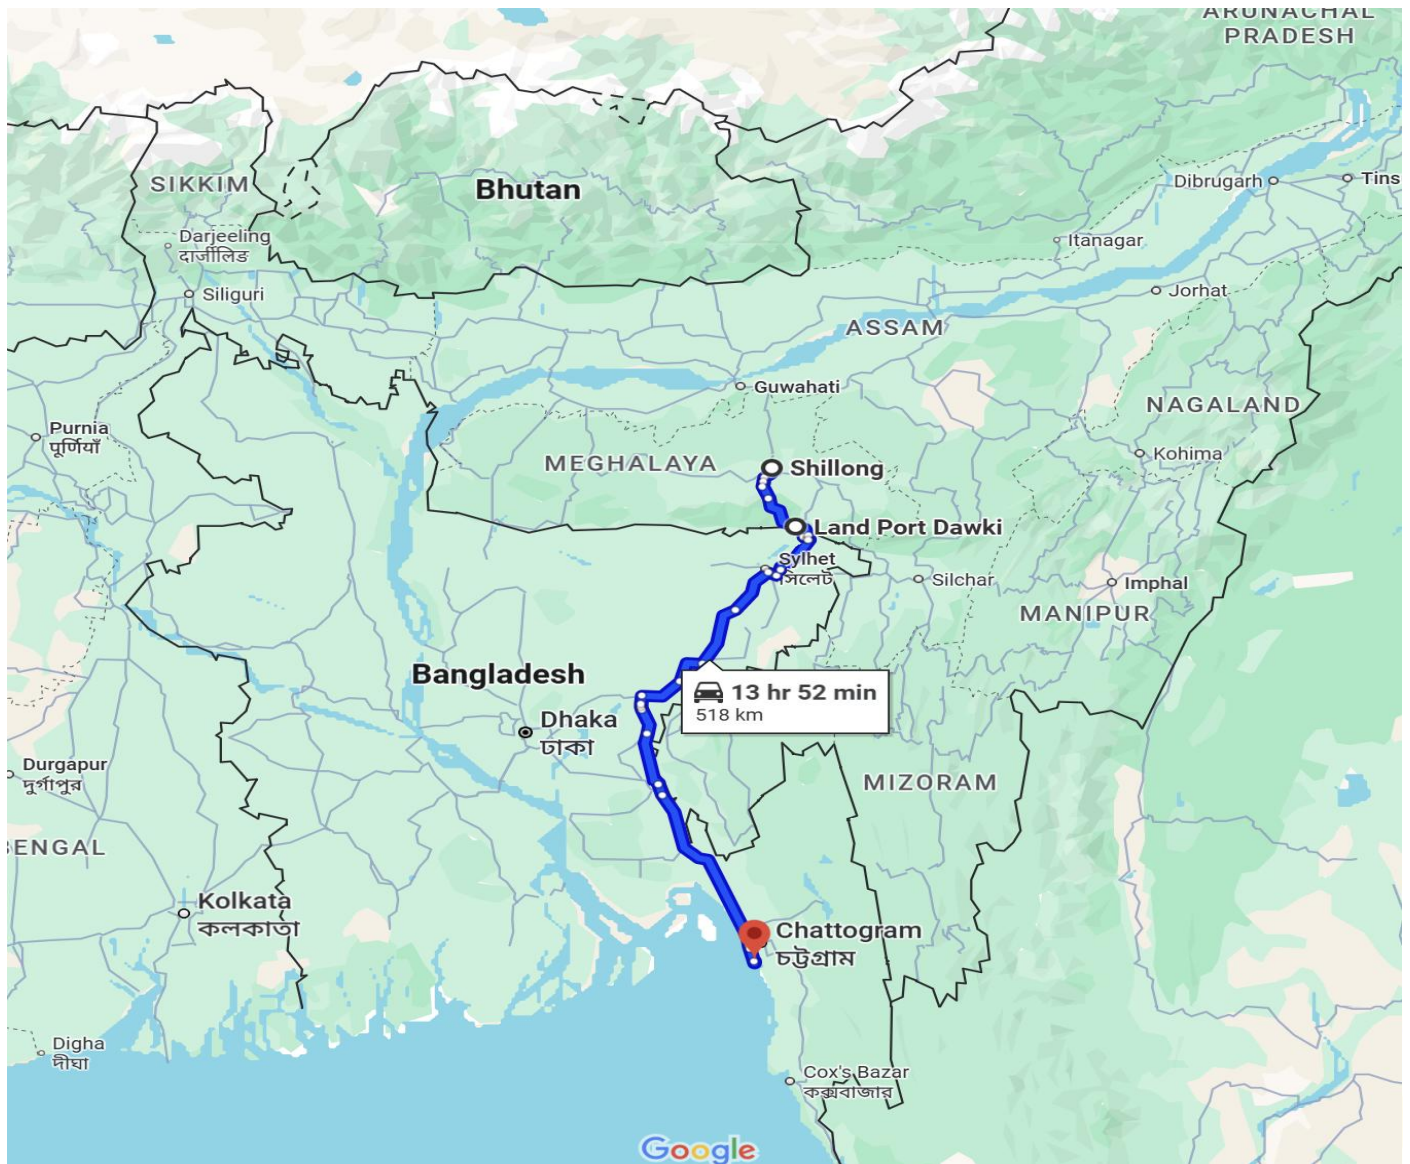 ARUNACHAL
PRADESH
SIKKIM
Bhutan
Dibrugarh
Tins
Darjeeling
দার্জিলিঙ
Itanagar
Siliguri
Jorhat
ASSAM
Guwahati
NAGALAND
Purnia
पूर्णियाँ
Kohima
MEGHALAYA
Shillong
Land Port Dawki
Sylhet
সিলেট
Silchar
Imphal
MANIPUR
Bangladesh
13 hr 52 min
518 km
Dhaka
ঢাকা
Durgapur
দুর্গাপুর
MIZORAM
BENGAL
Kolkata
কলকাতা
Chattogram
চট্টগ্রাম
Digha
দীঘা
Cox's Bazar
কক্সবাজার
Google